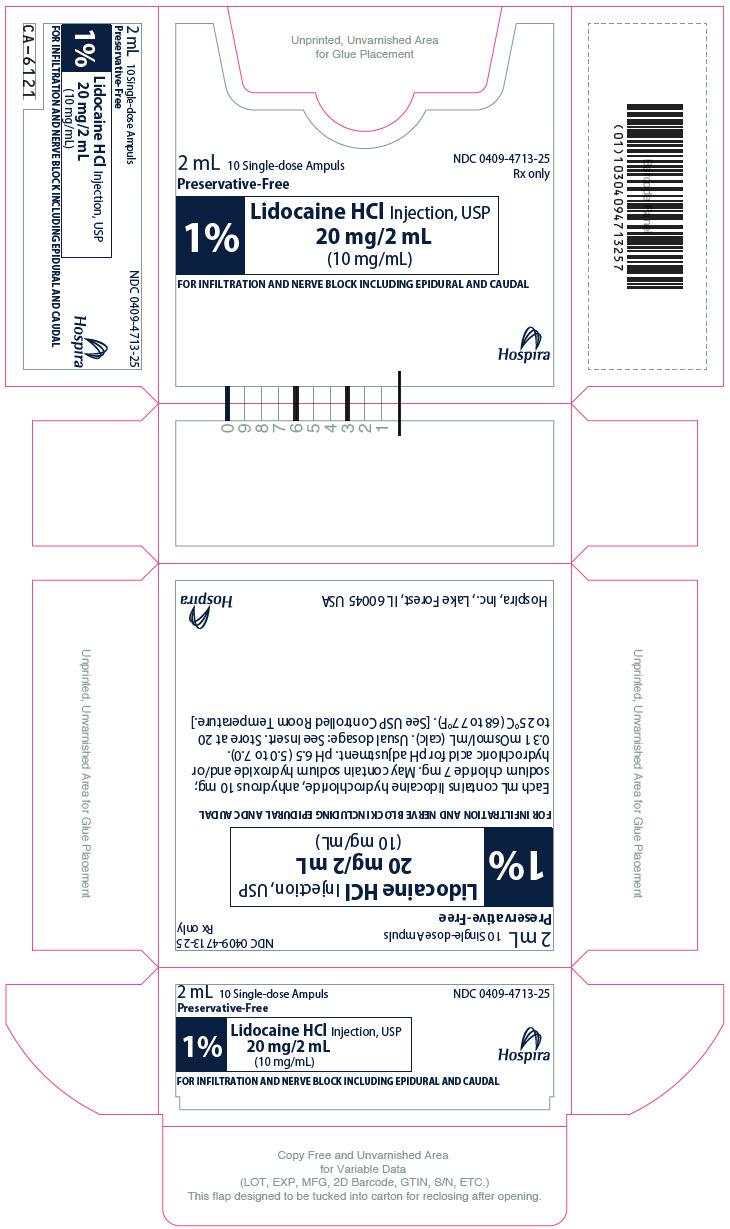 2 mL 10 Single-dose Ampuls
NDC 0409-4713-25
Preservative-Free
1%
Lidocaine HCl Injection, USP
20 mg/2 mL
(10 mg/mL)
FOR INFILTRATION AND NERVE BLOCK INCLUDING EPIDURAL AND CAUDAL
Hospira
CA-6121
Unprinted, Unvarnished Area
for Glue Placement
2 mL 10 Single-dose Ampuls
NDC 0409-4713-25
Rx only
Preservative-Free
1%
Lidocaine HCl Injection, USP
20 mg/2 mL
(10 mg/mL)
FOR INFILTRATION AND NERVE BLOCK INCLUDING EPIDURAL AND CAUDAL
Hospira
Barcode Panel
(01)10304094713257
0 9 8 7 6 5 4 3 2 1
Unprinted, Unvarnished Area for Glue Placement
2 mL 10 Single-dose Ampuls
NDC 0409-4713-25
Rx only
Preservative-Free
1%
Lidocaine HCl Injection, USP
20 mg/2 mL
(10 mg/mL)
FOR INFILTRATION AND NERVE BLOCK INCLUDING EPIDURAL AND CAUDAL
Each mL contains lidocaine hydrochloride, anhydrous 10 mg;
sodium chloride 7 mg. May contain sodium hydroxide and/or
hydrochloric acid for pH adjustment. pH 6.5 (5.0 to 7.0).
0.31 mOsmol/mL (calc). Usual dosage: See insert. Store at 20
to 25°C (68 to 77°F). [See USP Controlled Room Temperature.]
Hospira, Inc., Lake Forest, IL 60045 USA
Hospira
Unprinted, Unvarnished Area for Glue Placement
2 mL 10 Single-dose Ampuls
NDC 0409-4713-25
Preservative-Free
1%
Lidocaine HCl Injection, USP
20 mg/2 mL
(10 mg/mL)
Hospira
FOR INFILTRATION AND NERVE BLOCK INCLUDING EPIDURAL AND CAUDAL
Copy Free and Unvarnished Area
for Variable Data
(LOT, EXP, MFG, 2D Barcode, GTIN, S/N, ETC.)
This flap designed to be tucked into carton for reclosing after opening.